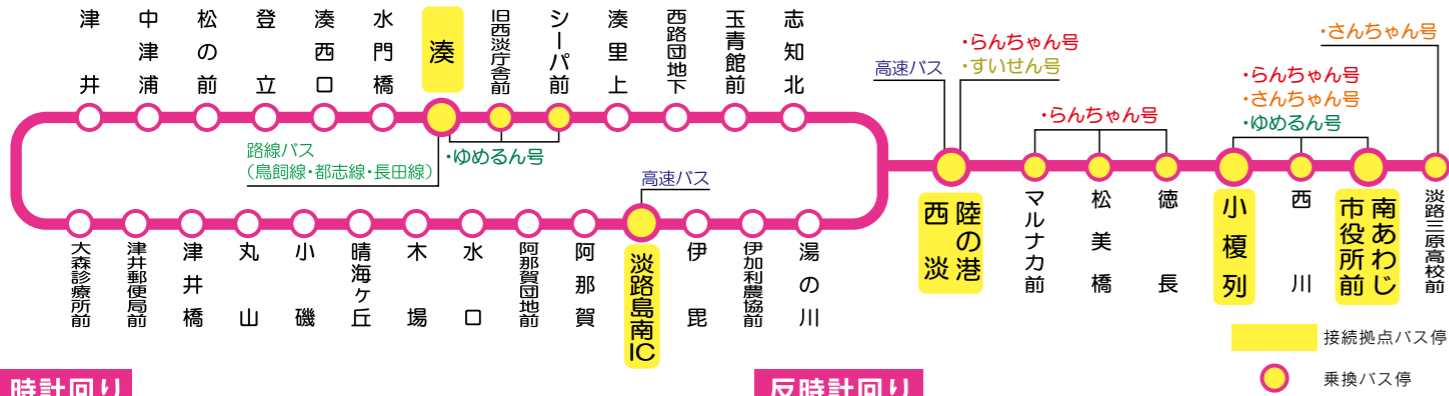 津井
中津浦
松の前
登立
湊西口
水門橋
湊
旧西淡庁舎前
シーパ前
湊里上
西路団地下
玉青館前
志知北
路線バス
（鳥飼線・都志線・長田線）
・ゆめるん号
高速バス
・らんちゃん号
・すいせん号
・らんちゃん号
・らんちゃん号
・さんちゃん号
・ゆめるん号
・さんちゃん号
高速バス
大森診療所前
津井郵便局前
津井橋
丸山
小磯
晴海ヶ丘
木場
水口
阿那賀団地前
阿那賀
淡路島南IC
伊毘
伊加利農協前
湯の川
陸の港
西淡
マルナカ前
松美橋
徳長
小榎列
西川
南あわじ
市役所前
淡路三原高校前
接続拠点バス停
乗換バス停
時計回り
反時計回り